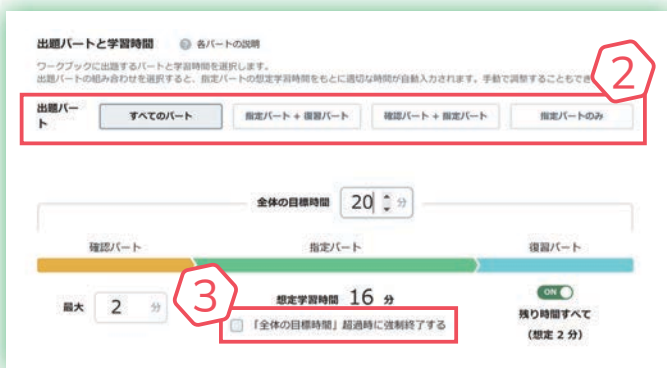 出題パートと学習時間 ? 各パートの説明
ワークブックに出題するパートと学習時間を選択します。
出題パートの組み合わせを選択すると、指定パートの想定学習時間をもとに適切な時間が自動入力されます。手動で調整することもでき
2
出題パート すべてのパート 指定パート + 復習パート 確認パート + 指定パート 指定パートのみ
全体の目標時間 20 分
確認パート 指定パート 復習パート
最大 2 分
3
想定学習時間 16 分
「全体の目標時間」超過時に強制終了する
ON
残り時間すべて
(想定 2 分)